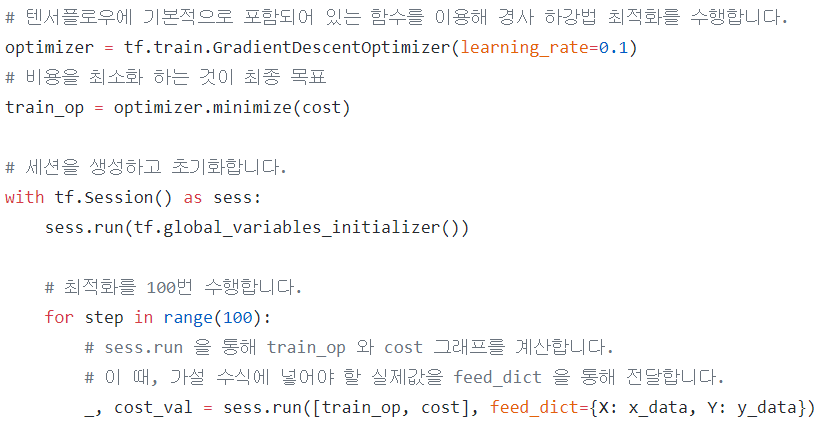 # 텐서플로우에 기본적으로 포함되어 있는 함수를 이용해 경사 하강법 최적화를 수행합니다.
optimizer = tf.train.GradientDescentOptimizer(learning_rate=0.1)
# 비용을 최소화 하는 것이 최종 목표
train_op = optimizer.minimize(cost)

# 세션을 생성하고 초기화합니다.
with tf.Session() as sess:
    sess.run(tf.global_variables_initializer())

    # 최적화를 100번 수행합니다.
    for step in range(100):
        # sess.run 을 통해 train_op 와 cost 그래프를 계산합니다.
        # 이 때, 가설 수식에 넣어야 할 실제값을 feed_dict 을 통해 전달합니다.
        _, cost_val = sess.run([train_op, cost], feed_dict={X: x_data, Y: y_data})